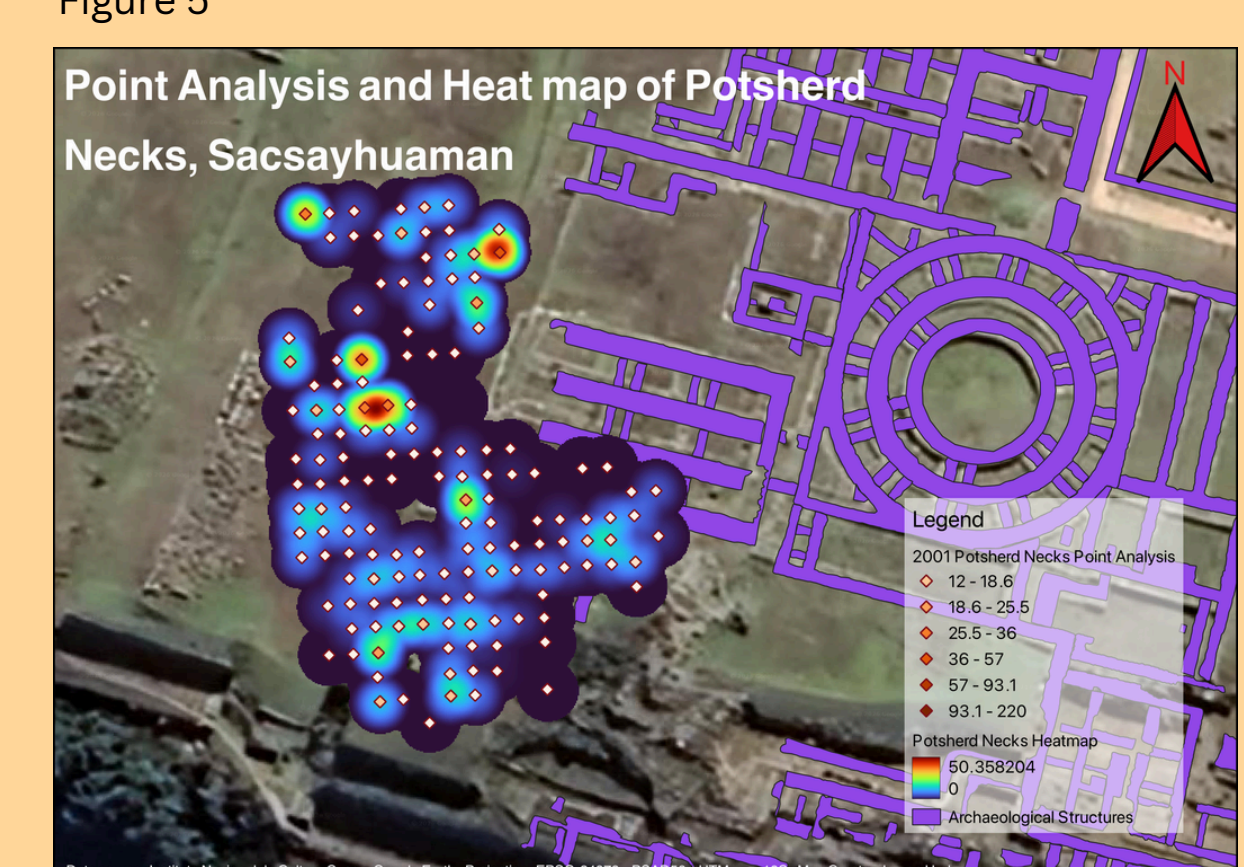 Figure 5
Point Analysis and Heat map of Potsherd
Necks, Sacsayhuaman
N
Legend
2001 Potsherd Necks Point Analysis
12 - 18.6
18.6 - 25.5
25.5 - 36
36 - 57
57 - 93.1
93.1 - 220
Potsherd Necks Heatmap
50.358204
0
Archaeological Structures